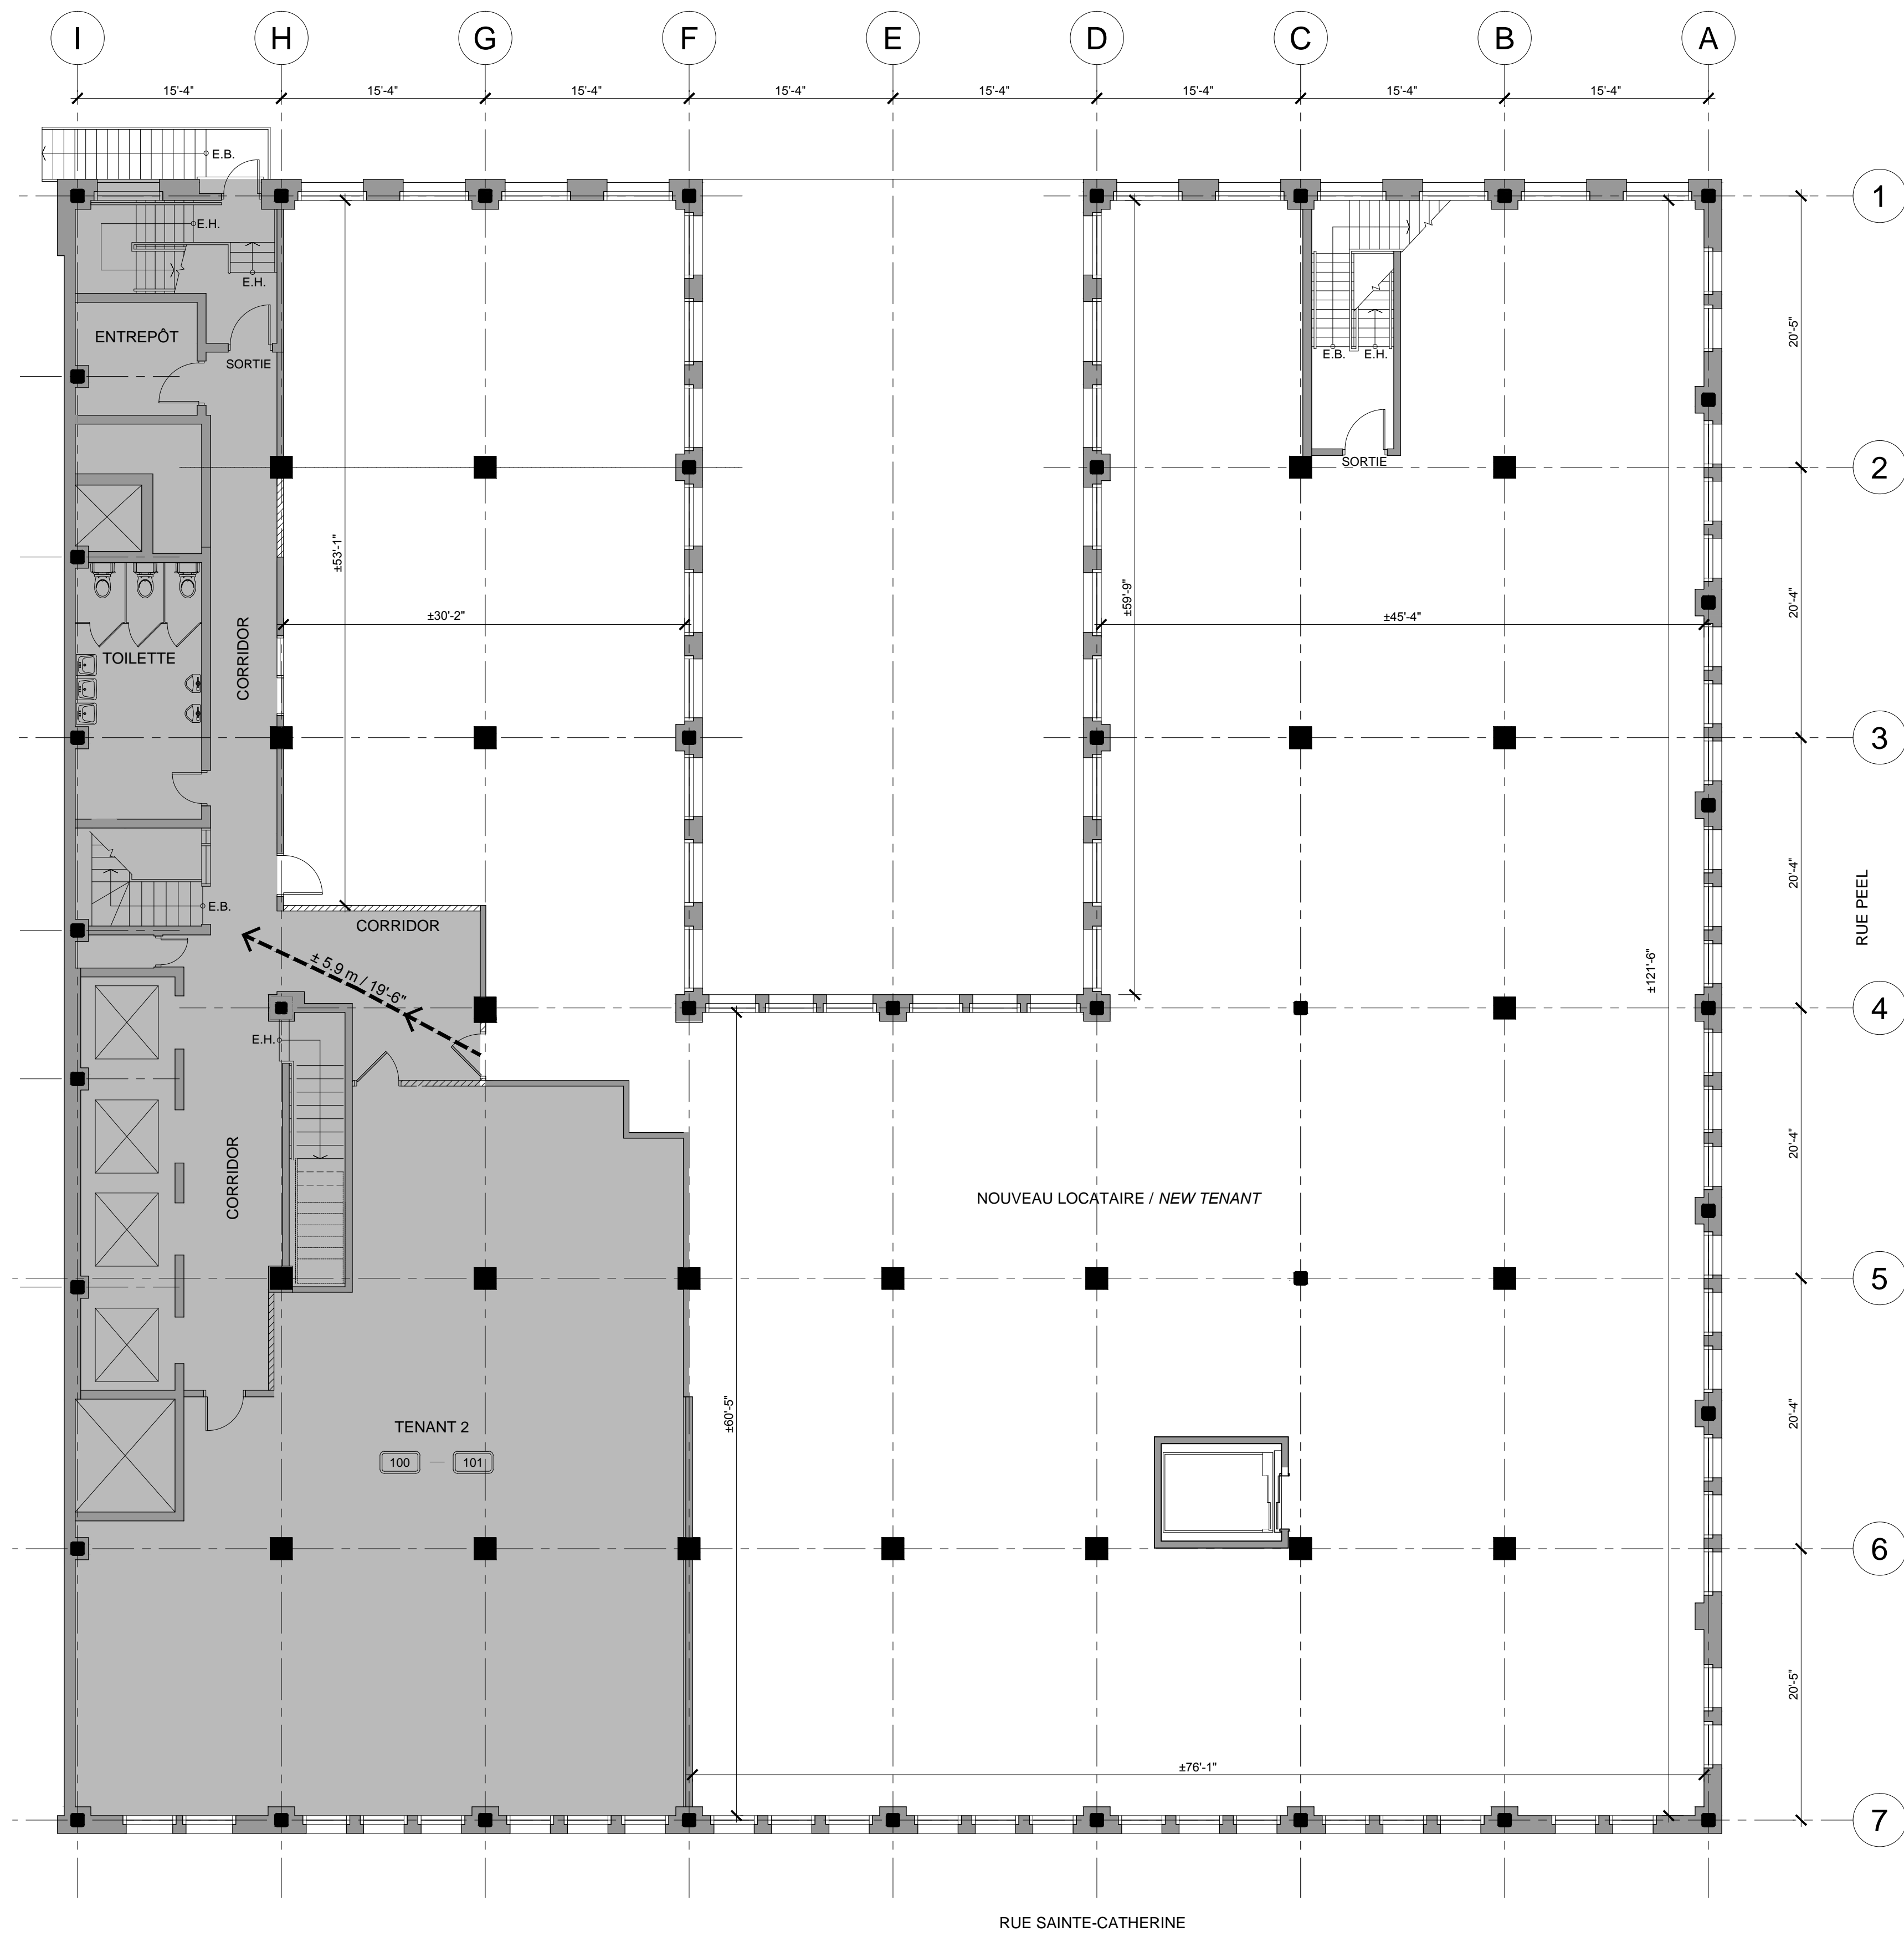 I H G F E D C B A
15'-4" 15'-4" 15'-4" 15'-4" 15'-4" 15'-4" 15'-4" 15'-4"
E.B.
1
E.H.
E.H.
ENTREPÔT
SORTIE
20'-5"
E.B. E.H.
SORTIE
2
±53'-1"
±30'-2"
±59'-9"
±45'-4"
20'-4"
CORRIDOR
TOILETTE
3
20'-4"
RUE PEEL
E.B.
CORRIDOR
± 5.9 m / 19'-6"
±121'-6"
4
E.H.
CORRIDOR
20'-4"
NOUVEAU LOCATAIRE / NEW TENANT
5
TENANT 2
100 — 101
±60'-5"
20'-4"
6
20'-5"
±76'-1"
7
RUE SAINTE-CATHERINE